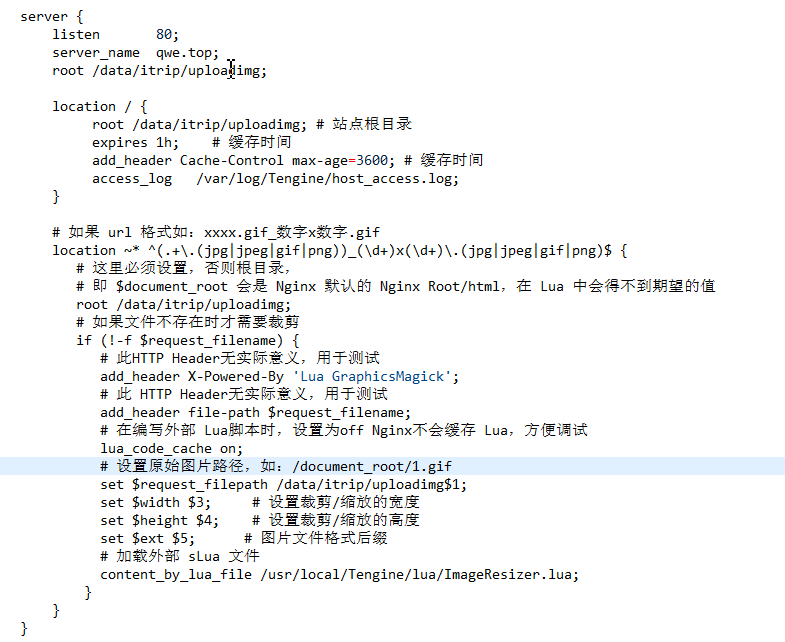 server {
    listen       80;
    server_name  qwe.top;
    root /data/itrip/uploadimg;
    location / {
         root /data/itrip/uploadimg; # 站点根目录
         expires 1h;    # 缓存时间
         add_header Cache-Control max-age=3600; # 缓存时间
         access_log   /var/log/Tengine/host_access.log;
    }
    # 如果 url 格式如：xxxx.gif_数字x数字.gif
    location ~* ^(.+\.(jpg|jpeg|gif|png))_(\d+)x(\d+)\.(jpg|jpeg|gif|png)$ {
       # 这里必须设置，否则根目录，
       # 即 $document_root 会是 Nginx 默认的 Nginx Root/html，在 Lua 中会得不到期望的值
       root /data/itrip/uploadimg;
       # 如果文件不存在时才需要裁剪
       if (!-f $request_filename) {
          # 此HTTP Header无实际意义，用于测试
          add_header X-Powered-By 'Lua GraphicsMagick';
          # 此 HTTP Header无实际意义，用于测试
          add_header file-path $request_filename;
          # 在编写外部 Lua脚本时，设置为off Nginx不会缓存 Lua，方便调试
          lua_code_cache on;
          # 设置原始图片路径，如：/document_root/1.gif
          set $request_filepath /data/itrip/uploadimg$1;
          set $width $3;     # 设置裁剪/缩放的宽度
          set $height $4;    # 设置裁剪/缩放的高度
          set $ext $5;      # 图片文件格式后缀
          # 加载外部 sLua 文件
          content_by_lua_file /usr/local/Tengine/lua/ImageResizer.lua;
        }
    }
}